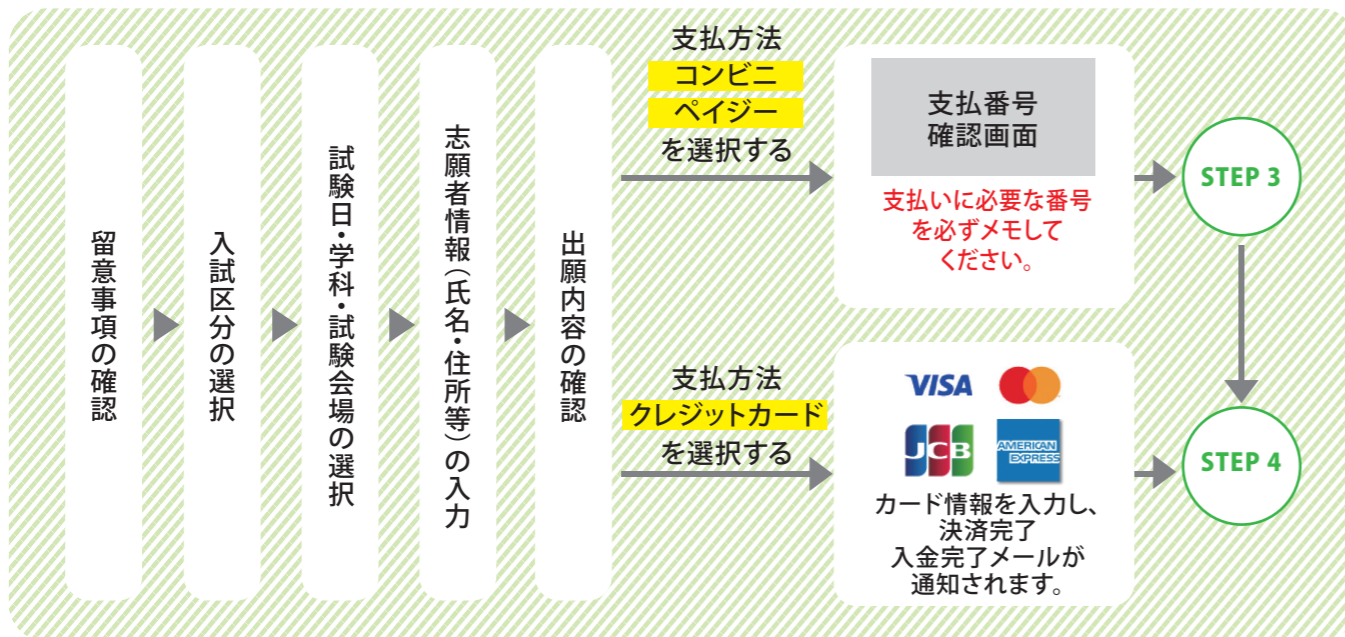 留意事項の確認
入試区分の選択
試験日・学科・試験会場の選択
志願者情報(氏名・住所等)の入力
出願内容の確認
支払方法
コンビニ
ペイジー
を選択する
支払番号
確認画面
支払いに必要な番号
を必ずメモして
ください。
STEP 3
支払方法
クレジットカード
を選択する
VISA
JCB
AMERICAN
EXPRESS
カード情報を入力し、
決済完了
入金完了メールが
通知されます。
STEP 4